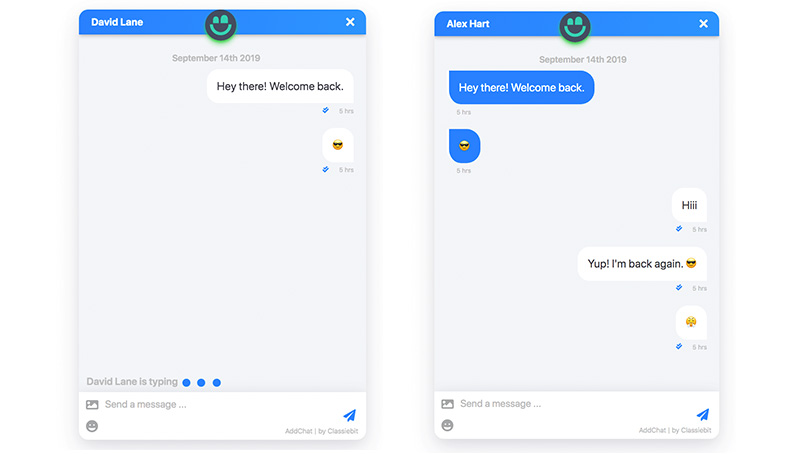 David Lane
September 14th 2019
Hey there! Welcome back.
5 hrs
5 hrs
David Lane is typing
Send a message ...
AddChat | by Classiebit
Alex Hart
September 14th 2019
Hey there! Welcome back.
5 hrs
5 hrs
Hiii
5 hrs
Yup! I'm back again.
5 hrs
5 hrs
Send a message ...
AddChat | by Classiebit